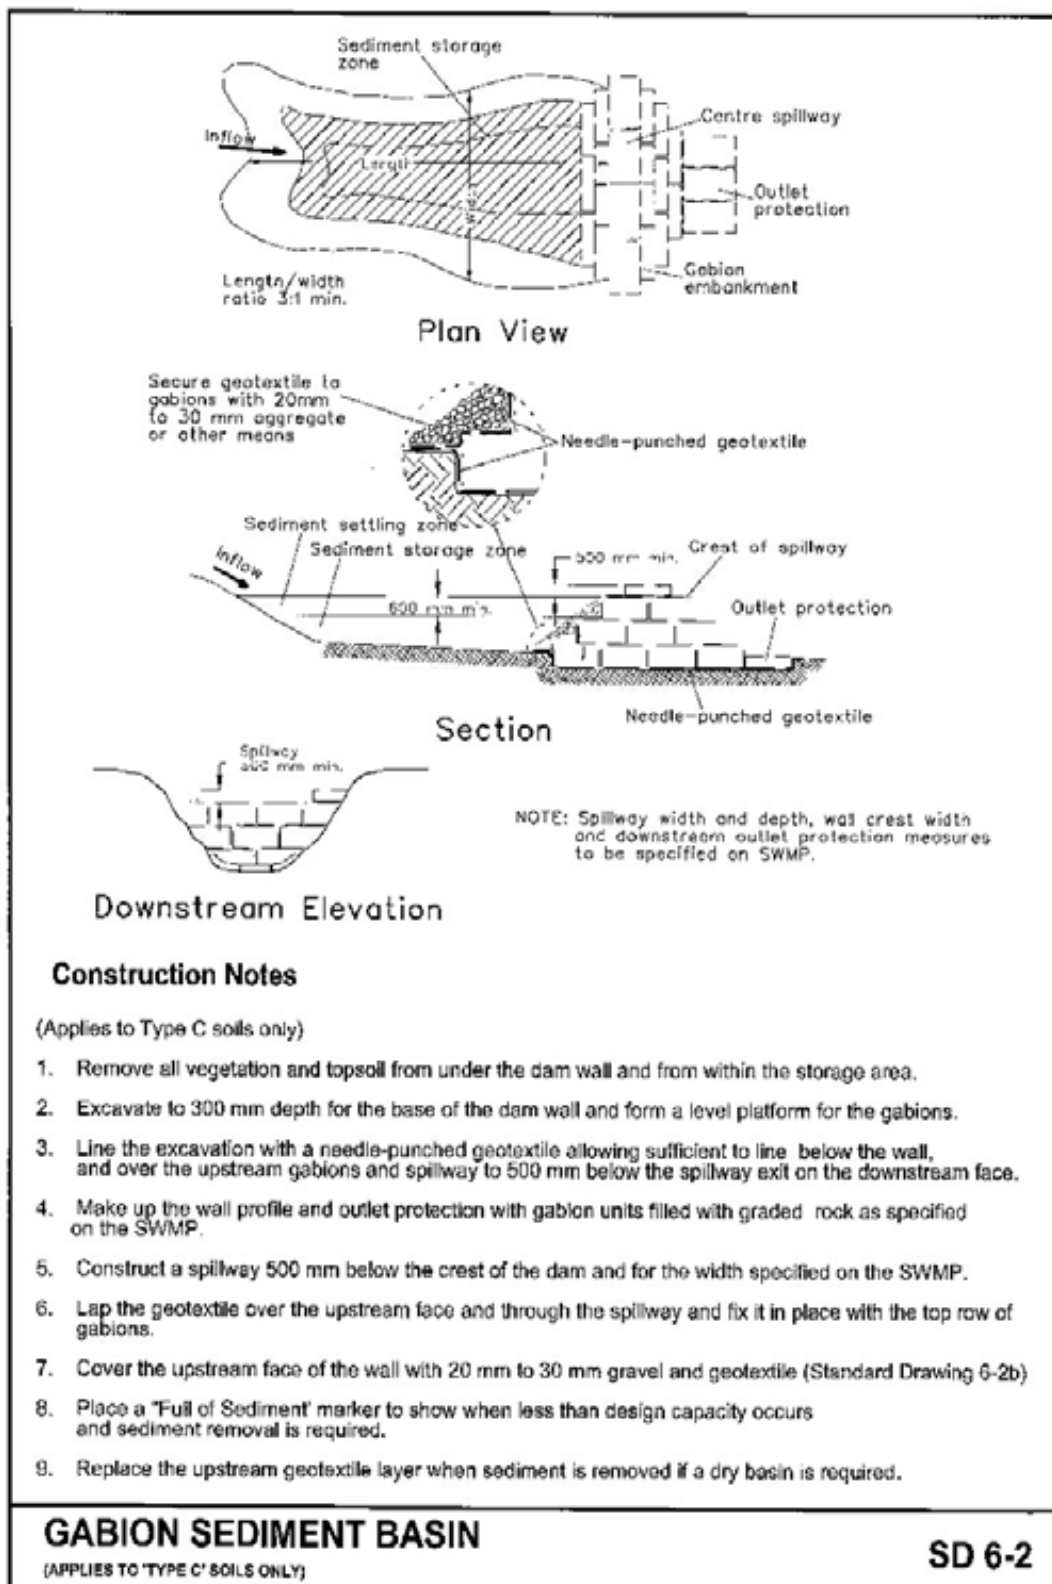 Sediment storage
zone
Inflow
Length
Width
Centre spillway
Outlet
protection
Gabion
embankment
Length/width
ratio 3:1 min.
Plan View
Secure geotextile to
gabions with 20mm
to 30 mm aggregate
or other means
Needle-punched geotextile
Sediment settling zone
Sediment storage zone
Inflow
500 mm min.
Crest of spillway
600 mm min.
Outlet protection
Needle-punched geotextile
Section
Spillway
500 mm min.
NOTE: Spillway width and depth, wall crest width
and downstream outlet protection measures
to be specified on SWMP.
Downstream Elevation
Construction Notes
(Applies to Type C soils only)
1. Remove all vegetation and topsoil from under the dam wall and from within the storage area.
2. Excavate to 300 mm depth for the base of the dam wall and form a level platform for the gabions.
3. Line the excavation with a needle-punched geotextile allowing sufficient to line below the wall,
and over the upstream gabions and spillway to 500 mm below the spillway exit on the downstream face.
4. Make up the wall profile and outlet protection with gabion units filled with graded rock as specified
on the SWMP.
5. Construct a spillway 500 mm below the crest of the dam and for the width specified on the SWMP.
6. Lap the geotextile over the upstream face and through the spillway and fix it in place with the top row of
gabions.
7. Cover the upstream face of the wall with 20 mm to 30 mm gravel and geotextile (Standard Drawing 6-2b)
8. Place a "Full of Sediment' marker to show when less than design capacity occurs
and sediment removal is required.
9. Replace the upstream geotextile layer when sediment is removed if a dry basin is required.
GABION SEDIMENT BASIN
(APPLIES TO 'TYPE C' SOILS ONLY)
SD 6-2